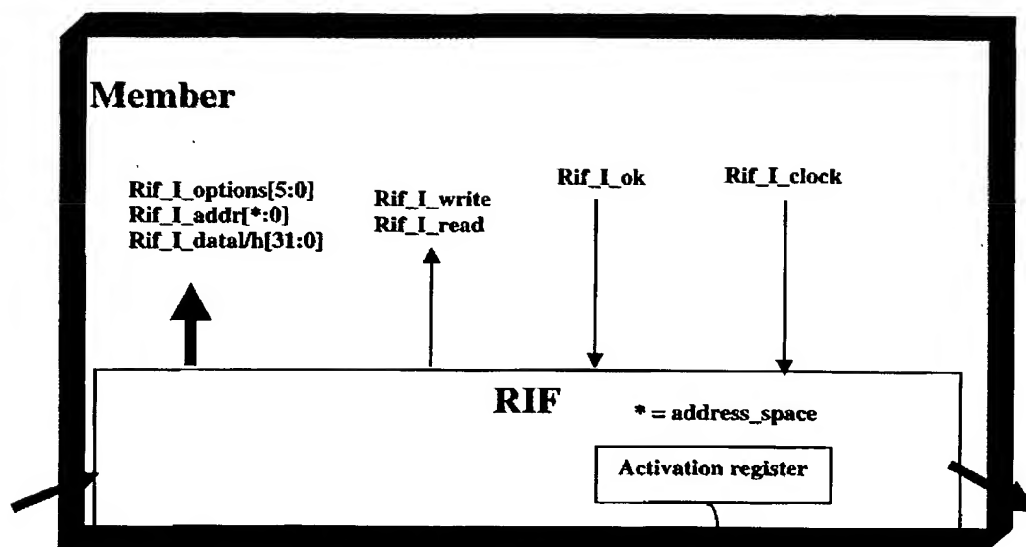 Member
Rif_I_options[5:0]
Rif_I_addr[*:0]
Rif_I_datal/h[31:0]
Rif_I_write
Rif_I_read
Rif_I_ok
Rif_I_clock
RIF
* = address_space
Activation register